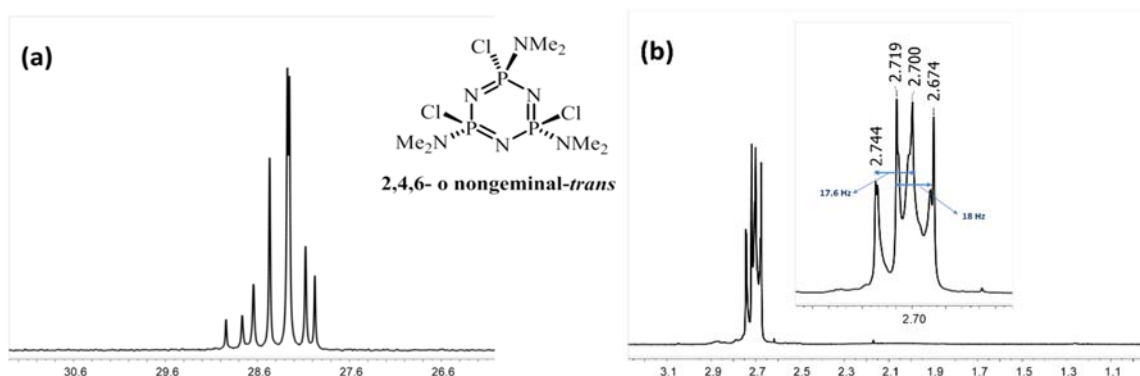 (a)
Cl
NMe2
P
N
N
Cl
Cl
P
P
Me2N
N
NMe2
2,4,6- o nongeminal-trans
30.6 29.6 28.6 27.6 26.6
(b)
2.744
2.719
2.700
2.674
17.6 Hz
18 Hz
2.70
3.1 2.9 2.7 2.5 2.3 2.1 1.9 1.7 1.5 1.3 1.1